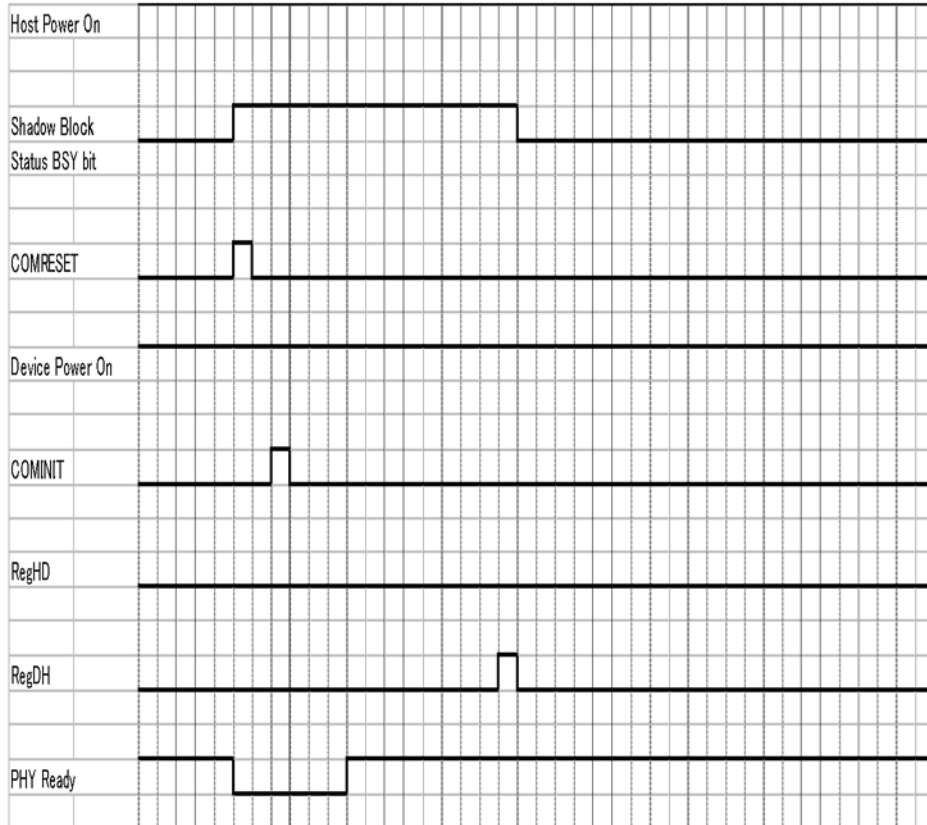 Host Power On
Shadow Block
Status BSY bit
COMRESET
Device Power On
COMINIT
RegHD
RegDH
PHY Ready